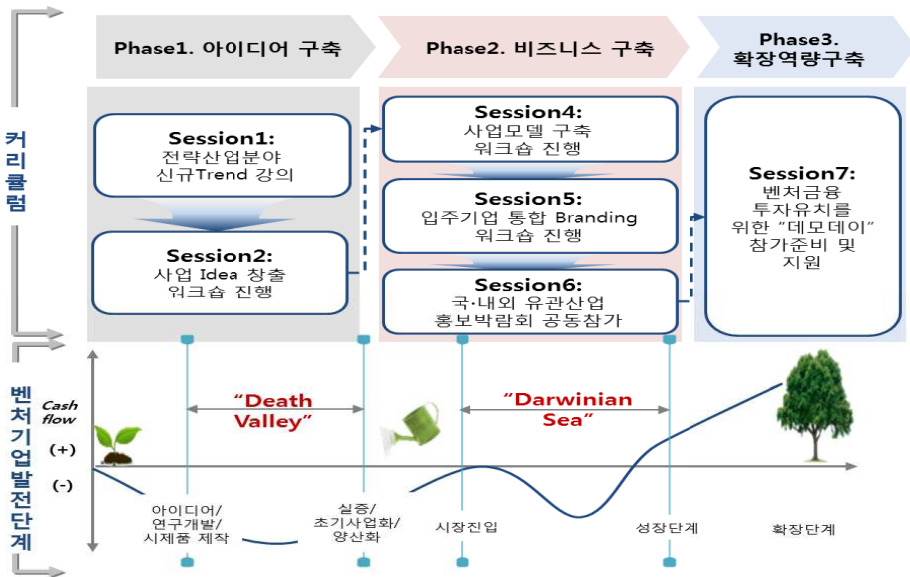 Phase1. 아이디어 구축
Phase2. 비즈니스 구축
Phase3.
확장역량구축
커리큘럼
Session1:
전략산업분야
신규Trend 강의
Session2:
사업 Idea 창출
워크숍 진행
Session4:
사업모델 구축
워크숍 진행
Session5:
입주기업 통합 Branding
워크숍 진행
Session6:
국·내외 유관산업
홍보박람회 공동참가
Session7:
벤처금융
투자유치를
위한 “데모데이”
참가준비 및
지원
벤처기업발전단계
Cash
flow
(+)
(-)
“Death
Valley”
“Darwinian
Sea”
아이디어/
연구개발/
시제품 제작
실증/
초기사업화/
양산화
시장진입
성장단계
확장단계